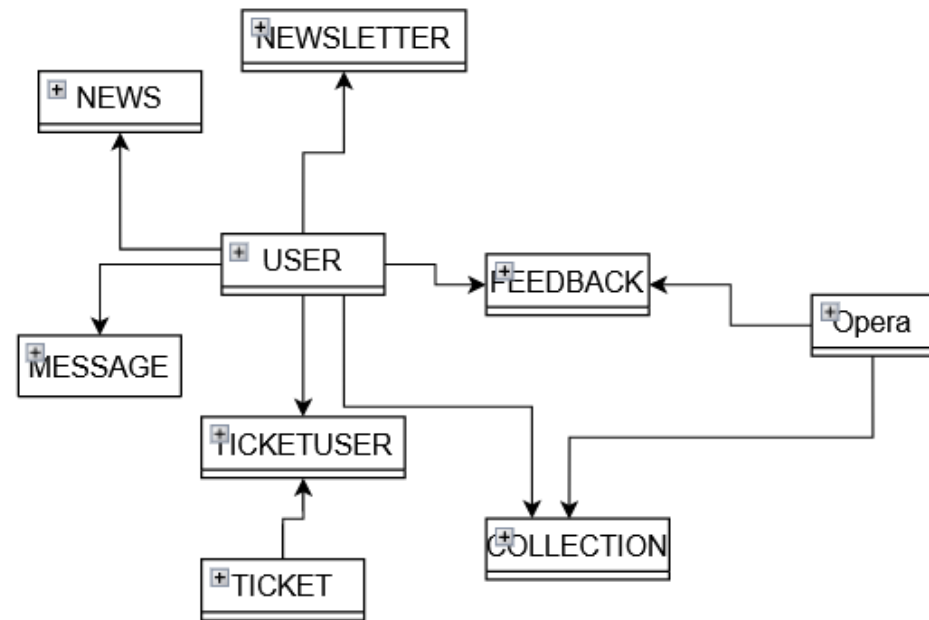 NEWSLETTER
NEWS
USER
FEEDBACK
Opera
MESSAGE
TICKETUSER
COLLECTION
TICKET